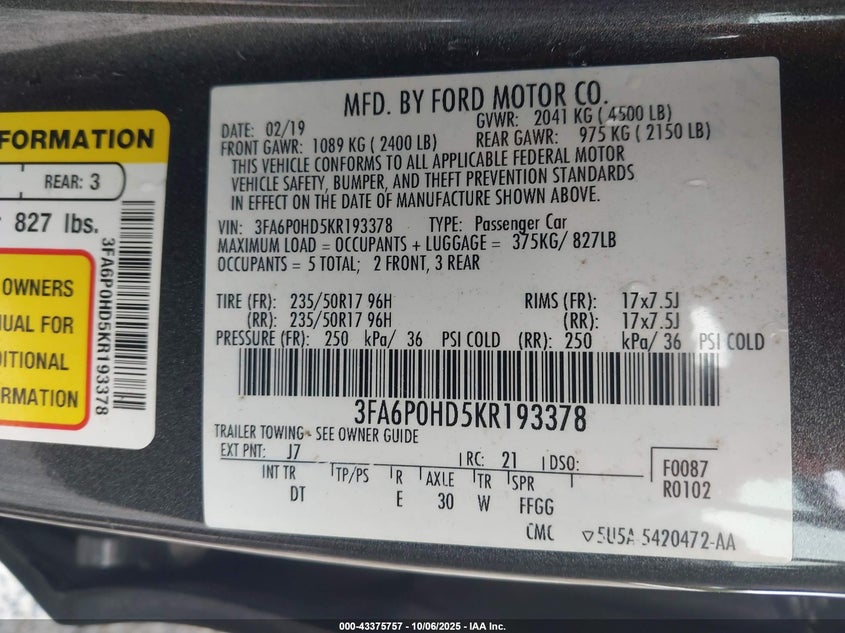 FORMATION
REAR: 3
827 lbs.
3FA6P0HD5KR193378
OWNERS
UAL FOR
DITIONAL
RMATION
MFD. BY FORD MOTOR CO.
DATE: 02/19 GVWR: 2041 KG ( 4500 LB)
FRONT GAWR: 1089 KG ( 2400 LB) REAR GAWR: 975 KG ( 2150 LB)
THIS VEHICLE CONFORMS TO ALL APPLICABLE FEDERAL MOTOR
VEHICLE SAFETY, BUMPER, AND THEFT PREVENTION STANDARDS
IN EFFECT ON THE DATE OF MANUFACTURE SHOWN ABOVE.
VIN: 3FA6P0HD5KR193378 TYPE: Passenger Car
MAXIMUM LOAD = OCCUPANTS + LUGGAGE = 375KG/ 827LB
OCCUPANTS = 5 TOTAL; 2 FRONT, 3 REAR
TIRE (FR): 235/50R17 96H RIMS (FR): 17x7.5J
(RR): 235/50R17 96H (RR): 17x7.5J
PRESSURE (FR): 250 kPa/ 36 PSI COLD (RR): 250 kPa/ 36 PSI COLD
3FA6P0HD5KR193378
TRAILER TOWING - SEE OWNER GUIDE
EXT PNT: J7 RC: 21 DSO:
INT TR TP/PS R AXLE TR SPR
DT E 30 W FFGG
F0087
R0102
CMC ▽5U5A 5420472-AA
000-43375757 - 10/06/2025 - IAA Inc.